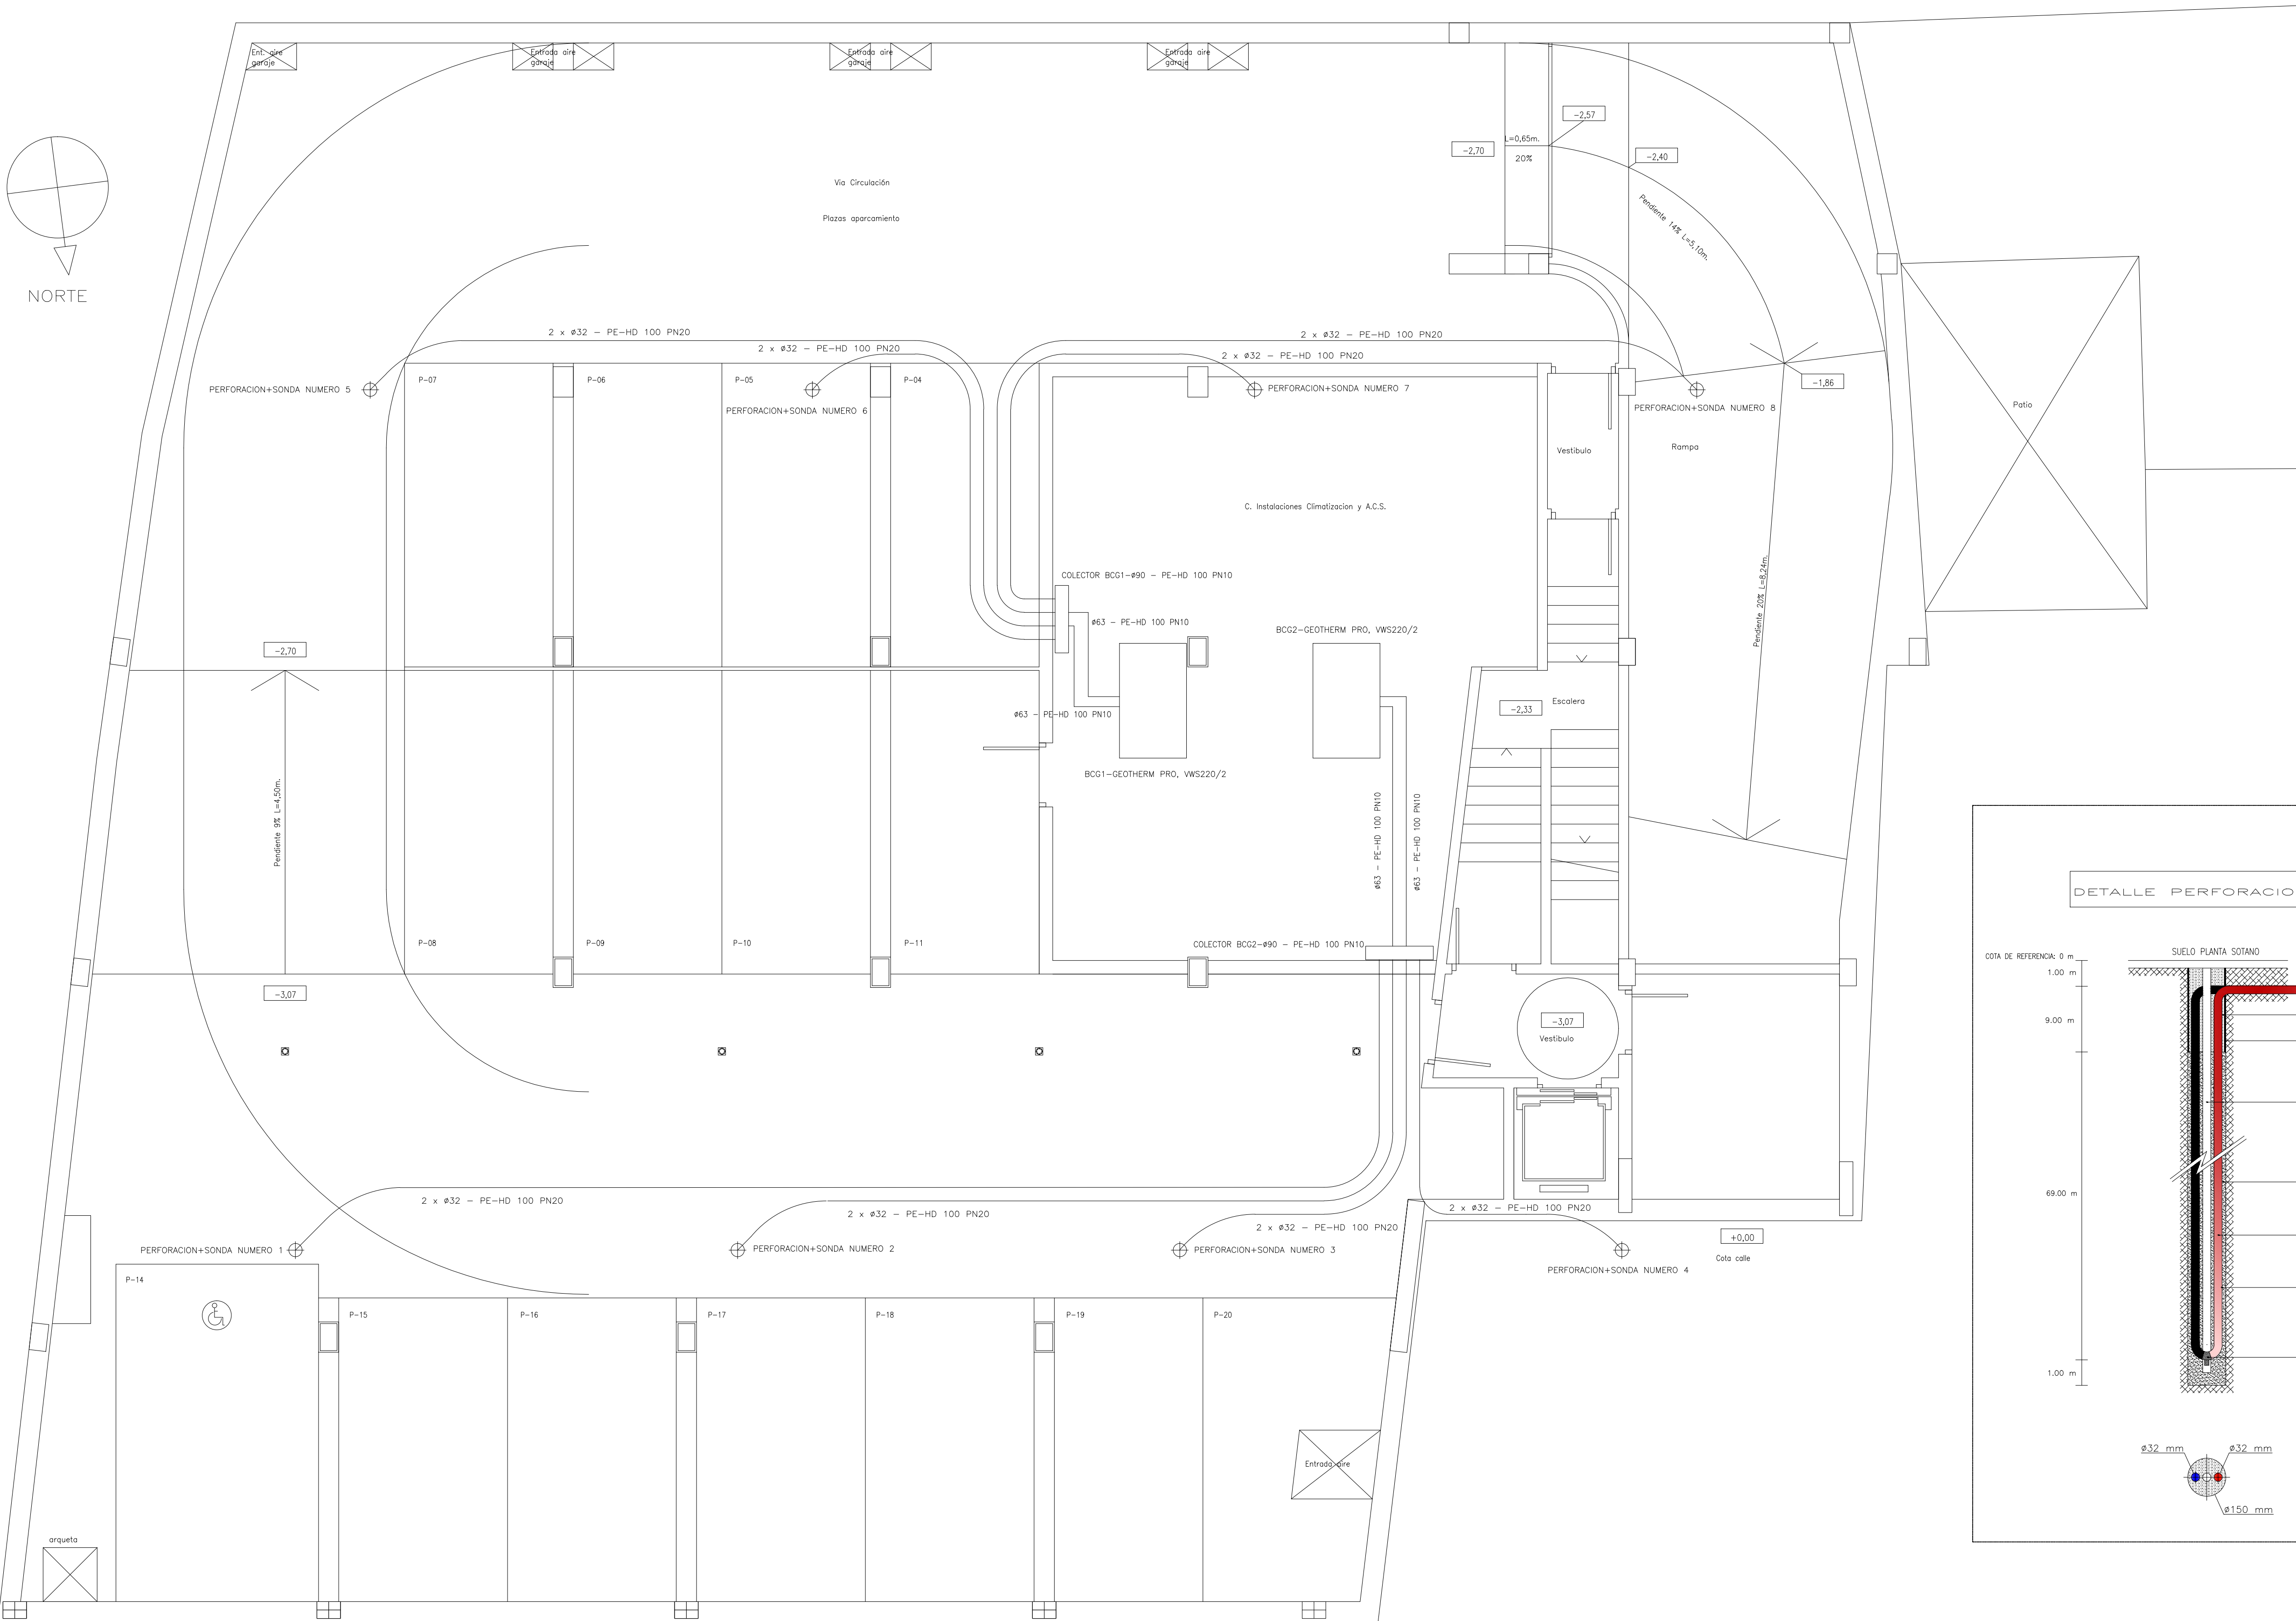 Ent. aire
garaje
Entrada aire
garaje
Entrada aire
garaje
Entrada aire
garaje
-2,57
L=0,65m.
20%
-2,70
-2,40
Via Circulación
Plazas aparcamiento
Pendiente 14% L=5,10m.
NORTE
2 x ø32 - PE-HD 100 PN20
2 x ø32 - PE-HD 100 PN20
2 x ø32 - PE-HD 100 PN20
2 x ø32 - PE-HD 100 PN20
PERFORACION+SONDA NUMERO 5
P-07
P-06
P-05
P-04
PERFORACION+SONDA NUMERO 6
PERFORACION+SONDA NUMERO 7
PERFORACION+SONDA NUMERO 8
-1,86
Patio
Vestibulo
Rampa
C. Instalaciones Climatizacion y A.C.S.
COLECTOR BCG1-ø90 - PE-HD 100 PN10
ø63 - PE-HD 100 PN10
BCG2-GEOTHERM PRO, VWS220/2
Pendiente 20% L=8,24m.
-2,70
-2,33
Escalera
ø63 - PE-HD 100 PN10
BCG1-GEOTHERM PRO, VWS220/2
Pendiente 9% L=4,50m.
ø63 - PE-HD 100 PN10
ø63 - PE-HD 100 PN10
P-08
P-09
P-10
P-11
COLECTOR BCG2-ø90 - PE-HD 100 PN10
-3,07
-3,07
Vestibulo
2 x ø32 - PE-HD 100 PN20
2 x ø32 - PE-HD 100 PN20
2 x ø32 - PE-HD 100 PN20
2 x ø32 - PE-HD 100 PN20
PERFORACION+SONDA NUMERO 1
PERFORACION+SONDA NUMERO 2
PERFORACION+SONDA NUMERO 3
PERFORACION+SONDA NUMERO 4
+0,00
Cota calle
P-14
P-15
P-16
P-17
P-18
P-19
P-20
Entrada aire
arqueta
DETALLE PERFORACIO
SUELO PLANTA SOTANO
COTA DE REFERENCIA: 0 m
1.00 m
9.00 m
69.00 m
1.00 m
ø32 mm
ø32 mm
ø150 mm